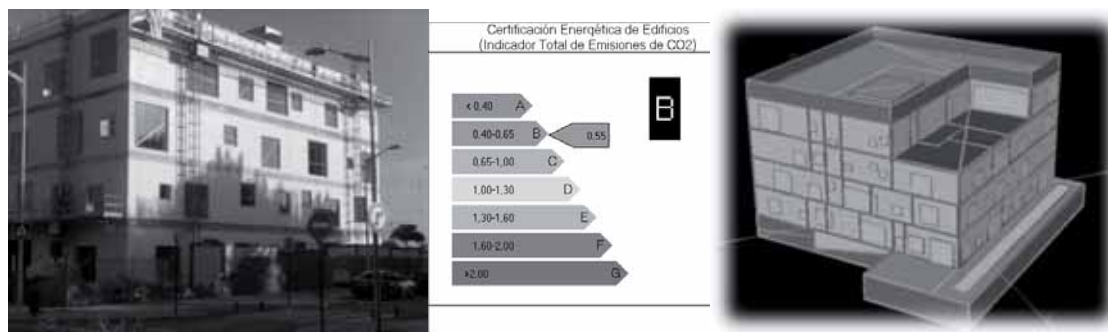 Certificación Energética de Edificios
(Indicador Total de Emisiones de CO2)
B
< 0.40 A
0.40-0.65 B 0.55
0.65-1.00 C
1.00-1.30 D
1.30-1.60 E
1.60-2.00 F
>2.00 G